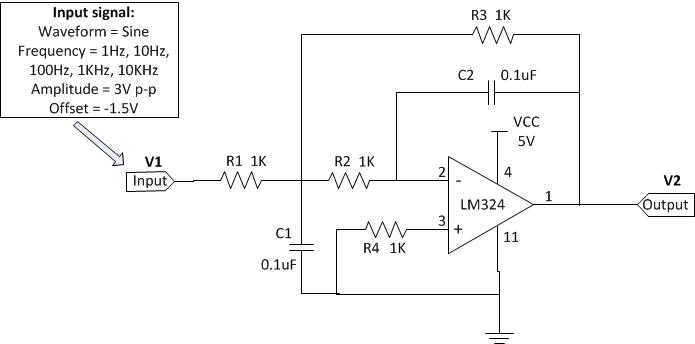 Input signal:
Waveform = Sine
Frequency = 1Hz, 10Hz,
100Hz, 1KHz, 10KHz
Amplitude = 3V p-p
Offset = -1.5V
R3 1K
C2 0.1uF
VCC
5V
V1
Input
R1 1K
R2 1K
2
-
4
LM324
1
V2
Output
3
+
R4 1K
11
C1
0.1uF